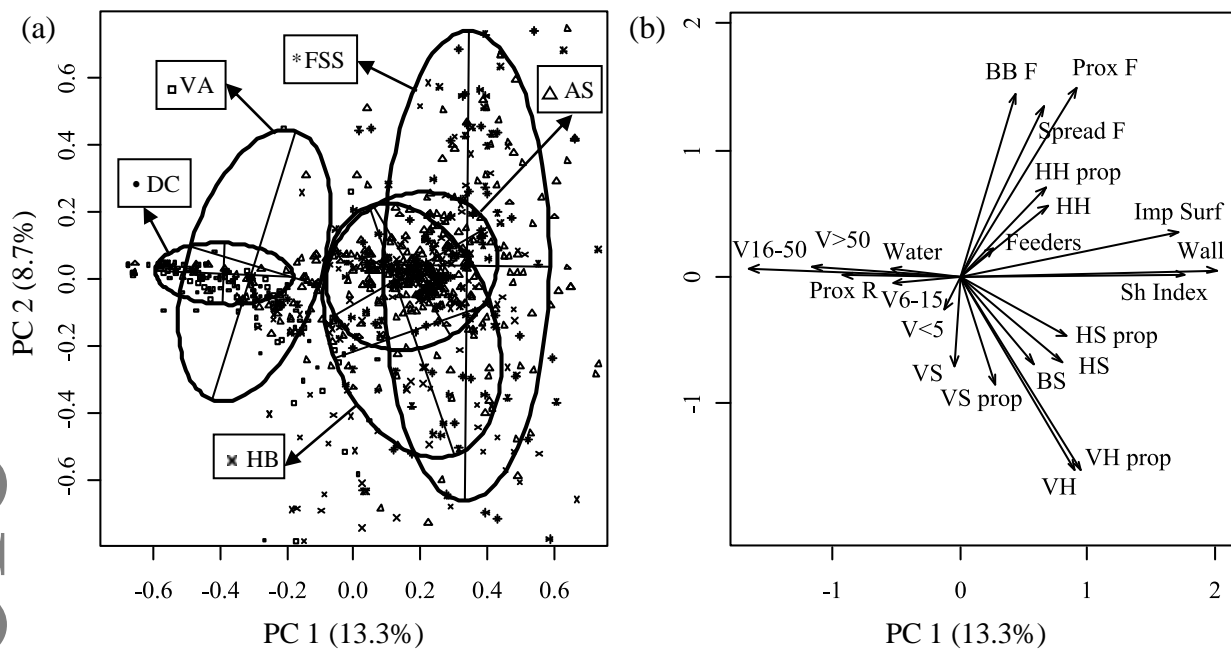 (a)
*FSS
VA
AS
DC
HB
0.6
0.4
0.2
0.0
-0.2
-0.4
-0.6
PC 2 (8.7%)
-0.6
-0.4
-0.2
0.0
0.2
0.4
0.6
PC 1 (13.3%)
(b)
2
1
0
-1
BB F
Prox F
Spread F
HH prop
HH
Imp Surf
Feeders
Wall
V16-50
V>50
Water
Prox R
V6-15
Sh Index
V<5
HS prop
VS
HS
BS
VS prop
VH prop
VH
-1
0
1
2
PC 1 (13.3%)